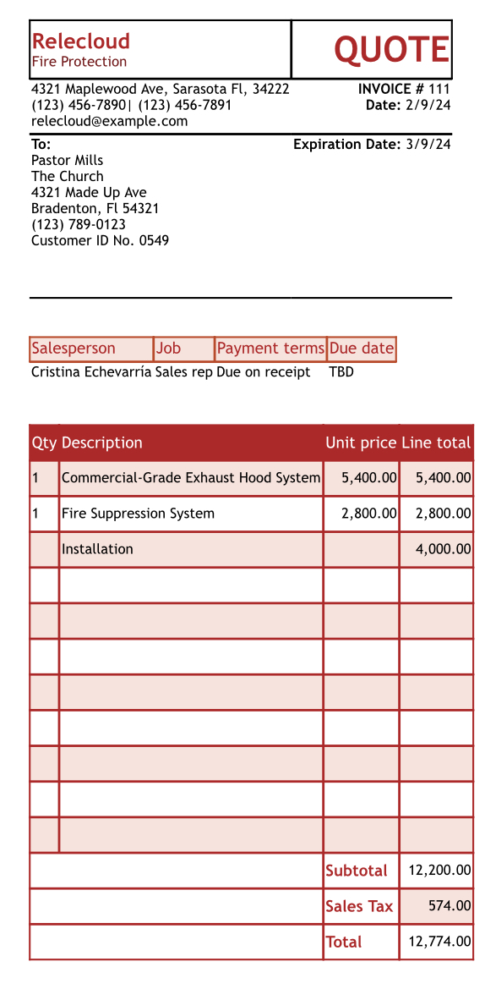 Relecloud
Fire Protection
QUOTE
4321 Maplewood Ave, Sarasota Fl, 34222
(123) 456-7890| (123) 456-7891
relecloud@example.com
INVOICE # 111
Date: 2/9/24
To:
Pastor Mills
The Church
4321 Made Up Ave
Bradenton, Fl 54321
(123) 789-0123
Customer ID No. 0549
Expiration Date: 3/9/24
Salesperson Job Payment terms Due date
Cristina Echevarría Sales rep Due on receipt TBD
Qty Description Unit price Line total
1 Commercial-Grade Exhaust Hood System 5,400.00 5,400.00
1 Fire Suppression System 2,800.00 2,800.00
Installation 4,000.00
Subtotal 12,200.00
Sales Tax 574.00
Total 12,774.00